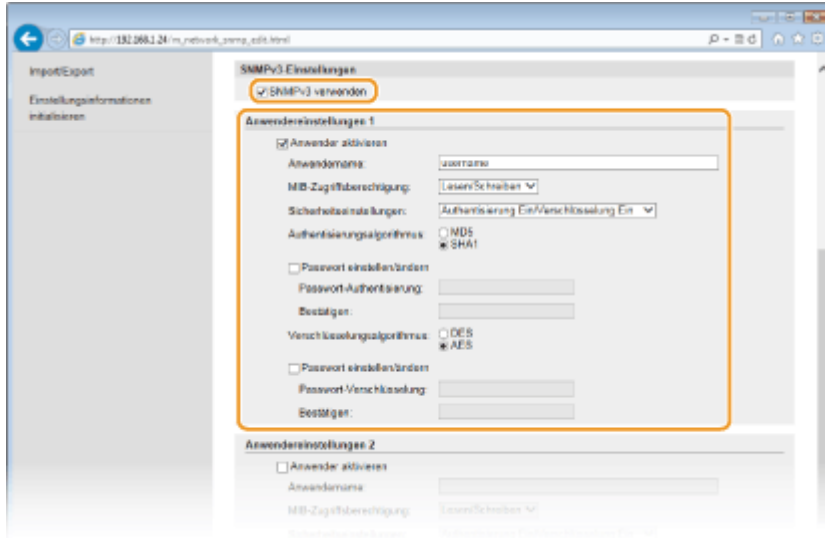 http://192.168.1.24/m_network_snmp_edit.html
Import/Export
Einstellungsinformationen
initialisieren
SNMPv3-Einstellungen
SNMPv3 verwenden
Anwendereinstellungen 1
Anwender aktivieren
Anwendername: username
MIB-Zugriffsberechtigung: Lesen/Schreiben
Sicherheitseinstellungen: Authentisierung Ein/Verschlüsselung Ein
Authentisierungsalgorithmus: MD5
SHA1
Passwort einstellen/ändern
Passwort-Authentisierung:
Bestätigen:
Verschlüsselungsalgorithmus: DES
AES
Passwort einstellen/ändern
Passwort-Verschlüsselung:
Bestätigen:
Anwendereinstellungen 2
Anwender aktivieren
Anwendername:
MIB-Zugriffsberechtigung: Lesen/Schreiben